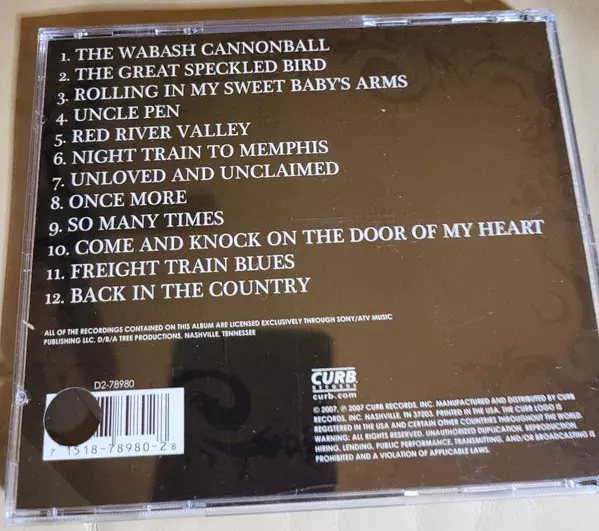 1. THE WABASH CANNONBALL
2. THE GREAT SPECKLED BIRD
3. ROLLING IN MY SWEET BABY'S ARMS
4. UNCLE PEN
5. RED RIVER VALLEY
6. NIGHT TRAIN TO MEMPHIS
7. UNLOVED AND UNCLAIMED
8. ONCE MORE
9. SO MANY TIMES
10. COME AND KNOCK ON THE DOOR OF MY HEART
11. FREIGHT TRAIN BLUES
12. BACK IN THE COUNTRY
ALL OF THE RECORDINGS CONTAINED ON THIS ALBUM ARE LICENSED EXCLUSIVELY THROUGH SONY/ATV MUSIC
PUBLISHING LLC. D/B/A TREE PRODUCTIONS, NASHVILLE, TENNESSEE
D2-78980
7 1518-78980-2 8
CURB
RECORDS
curb.com
© 2007, ℗ 2007 CURB RECORDS, INC. MANUFACTURED AND DISTRIBUTED BY CURB
RECORDS, INC. NASHVILLE, TN 37203. PRINTED IN THE USA. THE CURB LOGO IS
REGISTERED IN THE USA AND CERTAIN OTHER COUNTRIES THROUGHOUT THE WORLD.
WARNING: ALL RIGHTS RESERVED. UNAUTHORIZED DUPLICATION, REPRODUCTION,
HIRING, LENDING, PUBLIC PERFORMANCE, TRANSMITTING, AND/OR BROADCASTING IS
PROHIBITED AND A VIOLATION OF APPLICABLE LAWS.